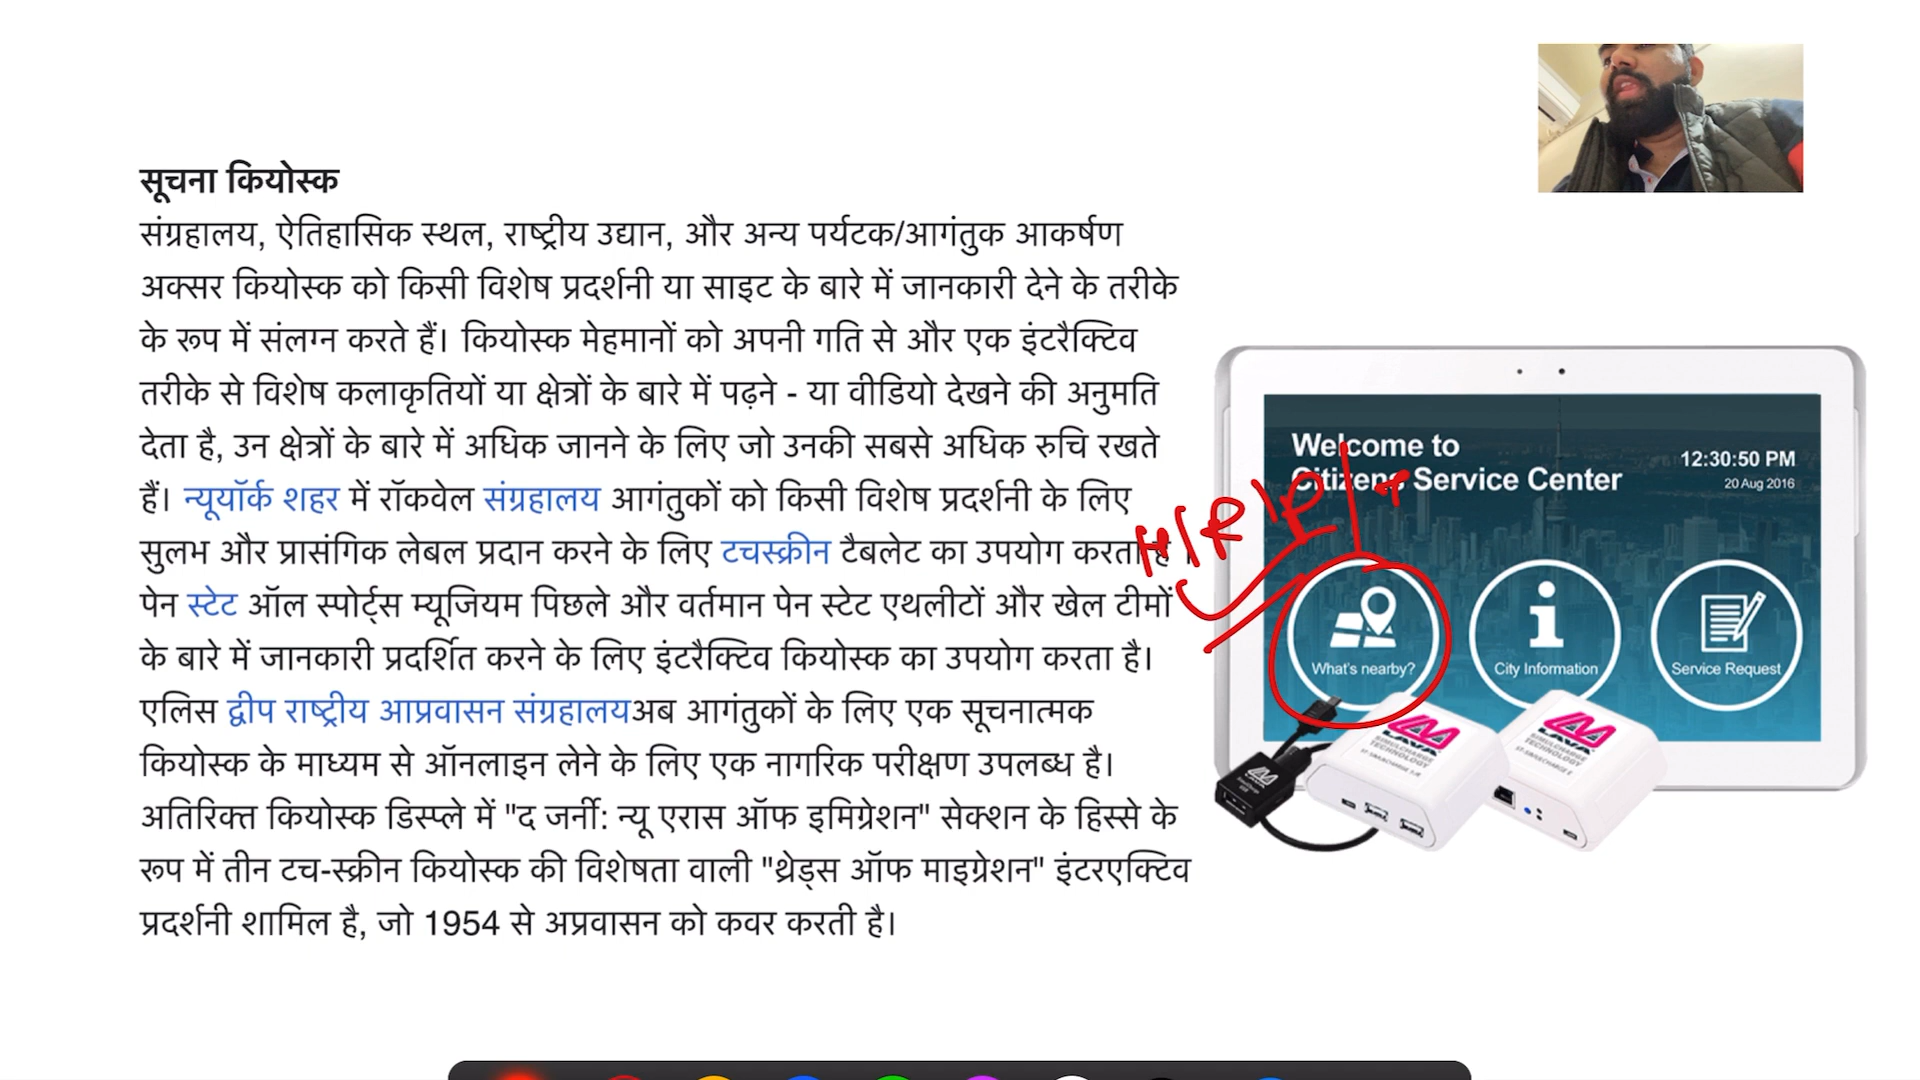 सूचना कियोस्क
संग्रहालय, ऐतिहासिक स्थल, राष्ट्रीय उद्यान, और अन्य पर्यटक/आगंतुक आकर्षण
अक्सर कियोस्क को किसी विशेष प्रदर्शनी या साइट के बारे में जानकारी देने के तरीके
के रूप में संलग्न करते हैं। कियोस्क मेहमानों को अपनी गति से और एक इंटरैक्टिव
तरीके से विशेष कलाकृतियों या क्षेत्रों के बारे में पढ़ने - या वीडियो देखने की अनुमति
देता है, उन क्षेत्रों के बारे में अधिक जानने के लिए जो उनकी सबसे अधिक रुचि रखते
हैं। न्यूयॉर्क शहर में रॉकवेल संग्रहालय आगंतुकों को किसी विशेष प्रदर्शनी के लिए
सुलभ और प्रासंगिक लेबल प्रदान करने के लिए टचस्क्रीन टैबलेट का उपयोग करता है ।
पेन स्टेट ऑल स्पोर्ट्स म्यूजियम पिछले और वर्तमान पेन स्टेट एथलीटों और खेल टीमों
के बारे में जानकारी प्रदर्शित करने के लिए इंटरैक्टिव कियोस्क का उपयोग करता है।
एलिस द्वीप राष्ट्रीय आप्रवासन संग्रहालयअब आगंतुकों के लिए एक सूचनात्मक
कियोस्क के माध्यम से ऑनलाइन लेने के लिए एक नागरिक परीक्षण उपलब्ध है।
अतिरिक्त कियोस्क डिस्प्ले में "द जर्नी: न्यू एरास ऑफ इमिग्रेशन" सेक्शन के हिस्से के
रूप में तीन टच-स्क्रीन कियोस्क की विशेषता वाली "थ्रेड्स ऑफ माइग्रेशन" इंटरएक्टिव
प्रदर्शनी शामिल है, जो 1954 से अप्रवासन को कवर करती है।
Welcome to
Citizens Service Center
12:30:50 PM
20 Aug 2016
What's nearby?
City Information
Service Request
LAVA
SIMULCHARGE
TECHNOLOGY
LAVA
SIMULCHARGE
TECHNOLOGY